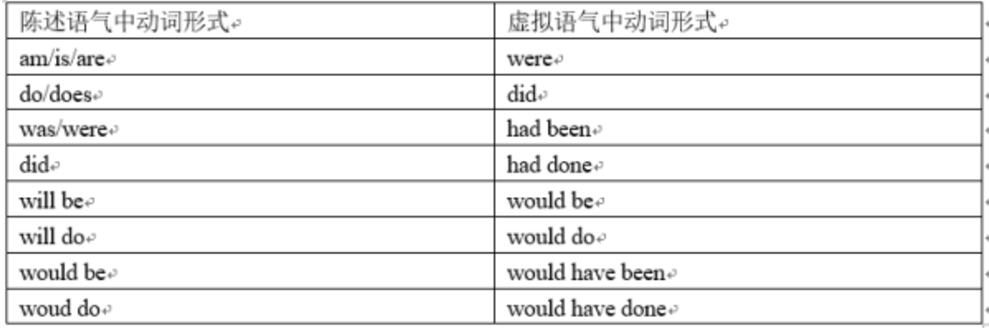 陈述语气中动词形式 虚拟语气中动词形式
am/is/are were
do/does did
was/were had been
did had done
will be would be
will do would do
would be would have been
woud do would have done